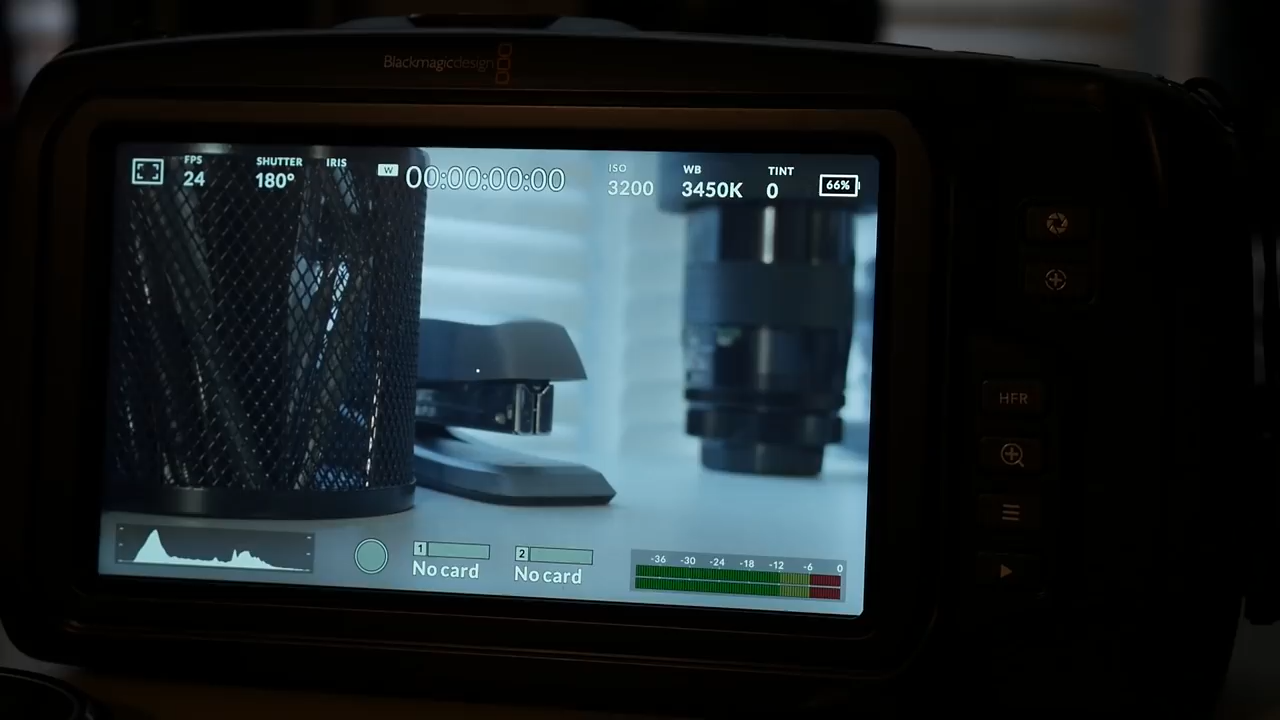 Blackmagicdesign
FPS SHUTTER IRIS W 00:00:00:00 ISO WB TINT
24 180° 3200 3450K 0 66%
HFR
1 2
No card No card
-36 -30 -24 -18 -12 -6 0